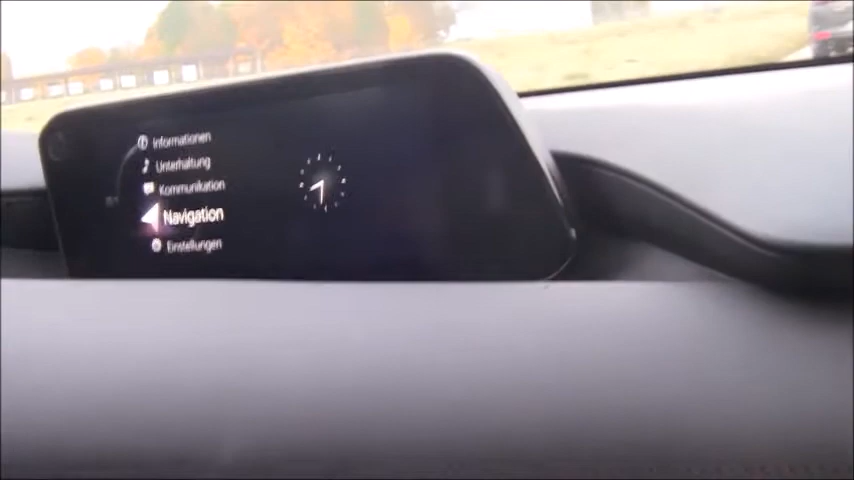 Informationen
Unterhaltung
Kommunikation
Navigation
Einstellungen